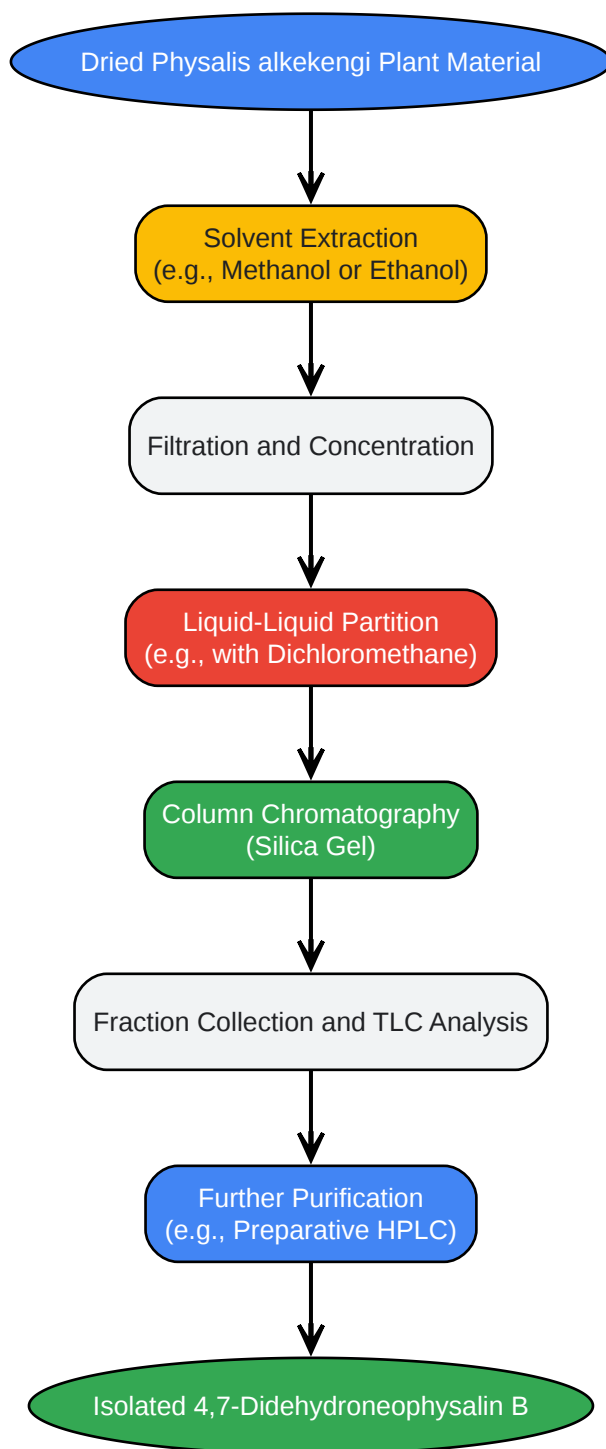 Dried Physalis alkekengi Plant Material
Solvent Extraction
(e.g., Methanol or Ethanol)
Filtration and Concentration
Liquid-Liquid Partition
(e.g., with Dichloromethane)
Column Chromatography
(Silica Gel)
Fraction Collection and TLC Analysis
Further Purification
(e.g., Preparative HPLC)
Isolated 4,7-Didehydroneophysalin B